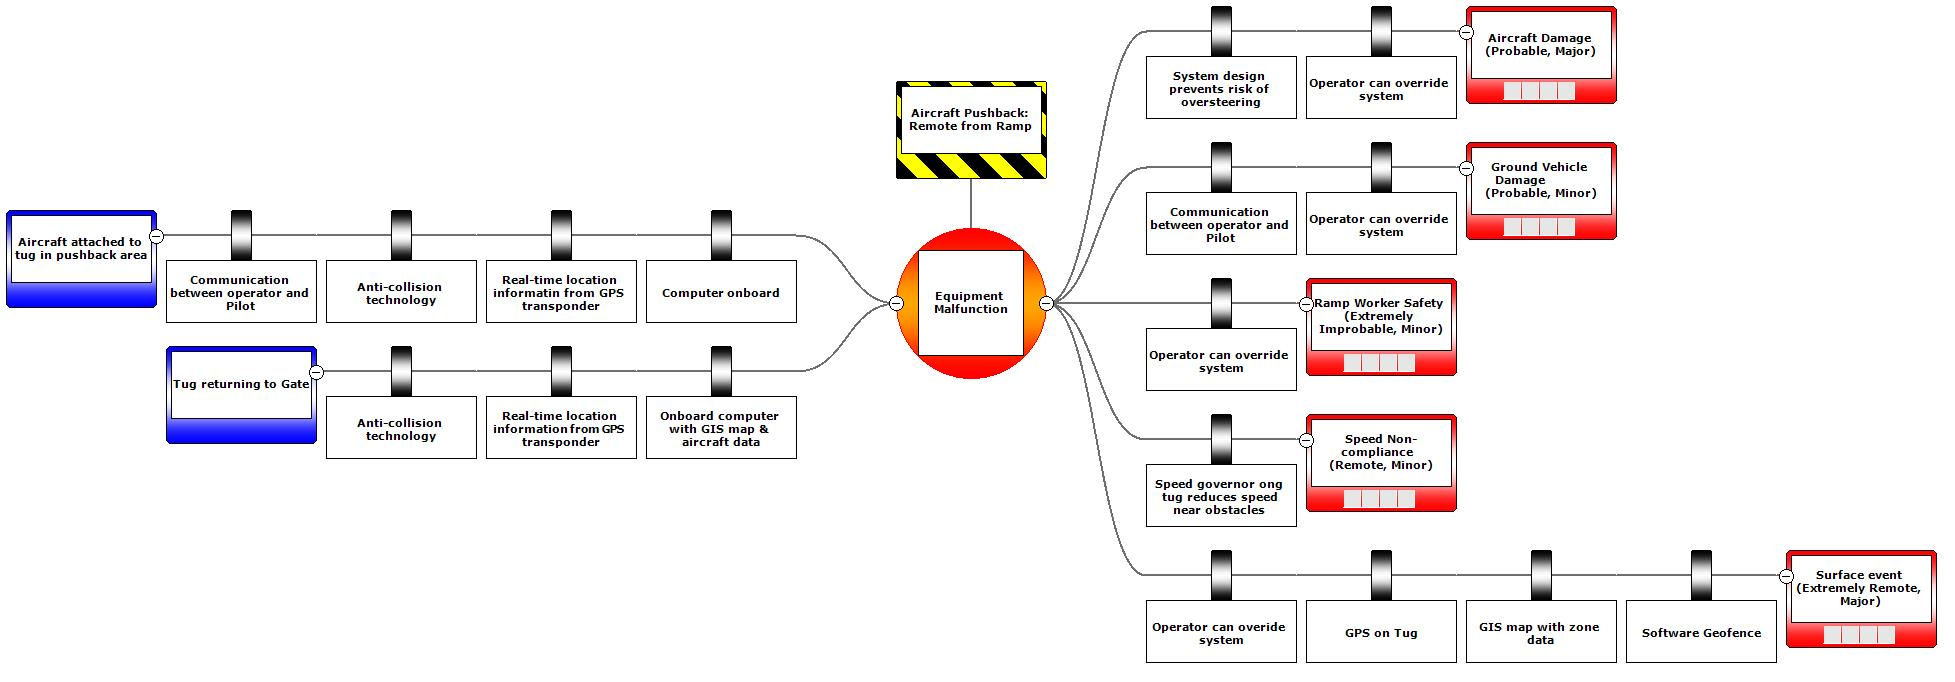 Aircraft Pushback:
Remote from Ramp
Equipment
Malfunction
Aircraft attached to
tug in pushback area
Communication
between operator and
Pilot
Anti-collision
technology
Real-time location
informatin from GPS
transponder
Computer onboard
Tug returning to Gate
Anti-collision
technology
Real-time location
information from GPS
transponder
Onboard computer
with GIS map &
aircraft data
System design
prevents risk of
oversteering
Operator can override
system
Aircraft Damage
(Probable, Major)
Communication
between operator and
Pilot
Operator can override
system
Ground Vehicle
Damage
(Probable, Minor)
Operator can override
system
Ramp Worker Safety
(Extremely
Improbable, Minor)
Speed governor ong
tug reduces speed
near obstacles
Speed Non-
compliance
(Remote, Minor)
Operator can overide
system
GPS on Tug
GIS map with zone
data
Software Geofence
Surface event
(Extremely Remote,
Major)